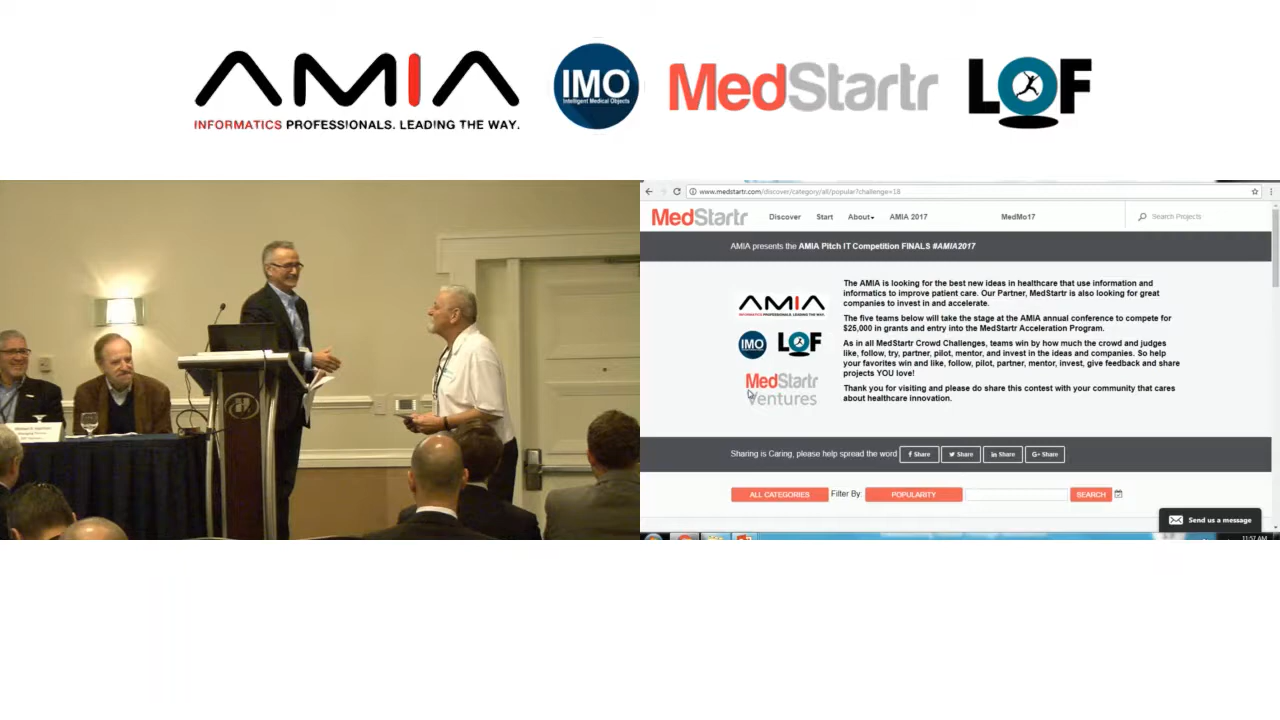 AMIA
INFORMATICS PROFESSIONALS. LEADING THE WAY.
IMO
Intelligent Medical Objects
MedStartr
LOF
www.medstartr.com/discover/category/all/popular?challenge=18
MedStartr
Discover
Start
About
AMIA 2017
MedMo17
Search Projects
AMIA presents the AMIA Pitch IT Competition FINALS #AMIA2017
The AMIA is looking for the best new ideas in healthcare that use information and
informatics to improve patient care. Our Partner, MedStartr is also looking for great
companies to invest in and accelerate.
The five teams below will take the stage at the AMIA annual conference to compete for
$25,000 in grants and entry into the MedStartr Acceleration Program.
As in all MedStartr Crowd Challenges, teams win by how much the crowd and judges
like, follow, try, partner, pilot, mentor, and invest in the ideas and companies. So help
your favorites win and like, follow, pilot, partner, mentor, invest, give feedback and share
projects YOU love!
Thank you for visiting and please do share this contest with your community that cares
about healthcare innovation.
AMIA
INFORMATICS PROFESSIONALS. LEADING THE WAY.
IMO
LOF
MedStartr
Ventures
Sharing is Caring, please help spread the word
f Share
Share
in Share
G+ Share
ALL CATEGORIES
Filter By:
POPULARITY
SEARCH
Send us a message
11:57 AM